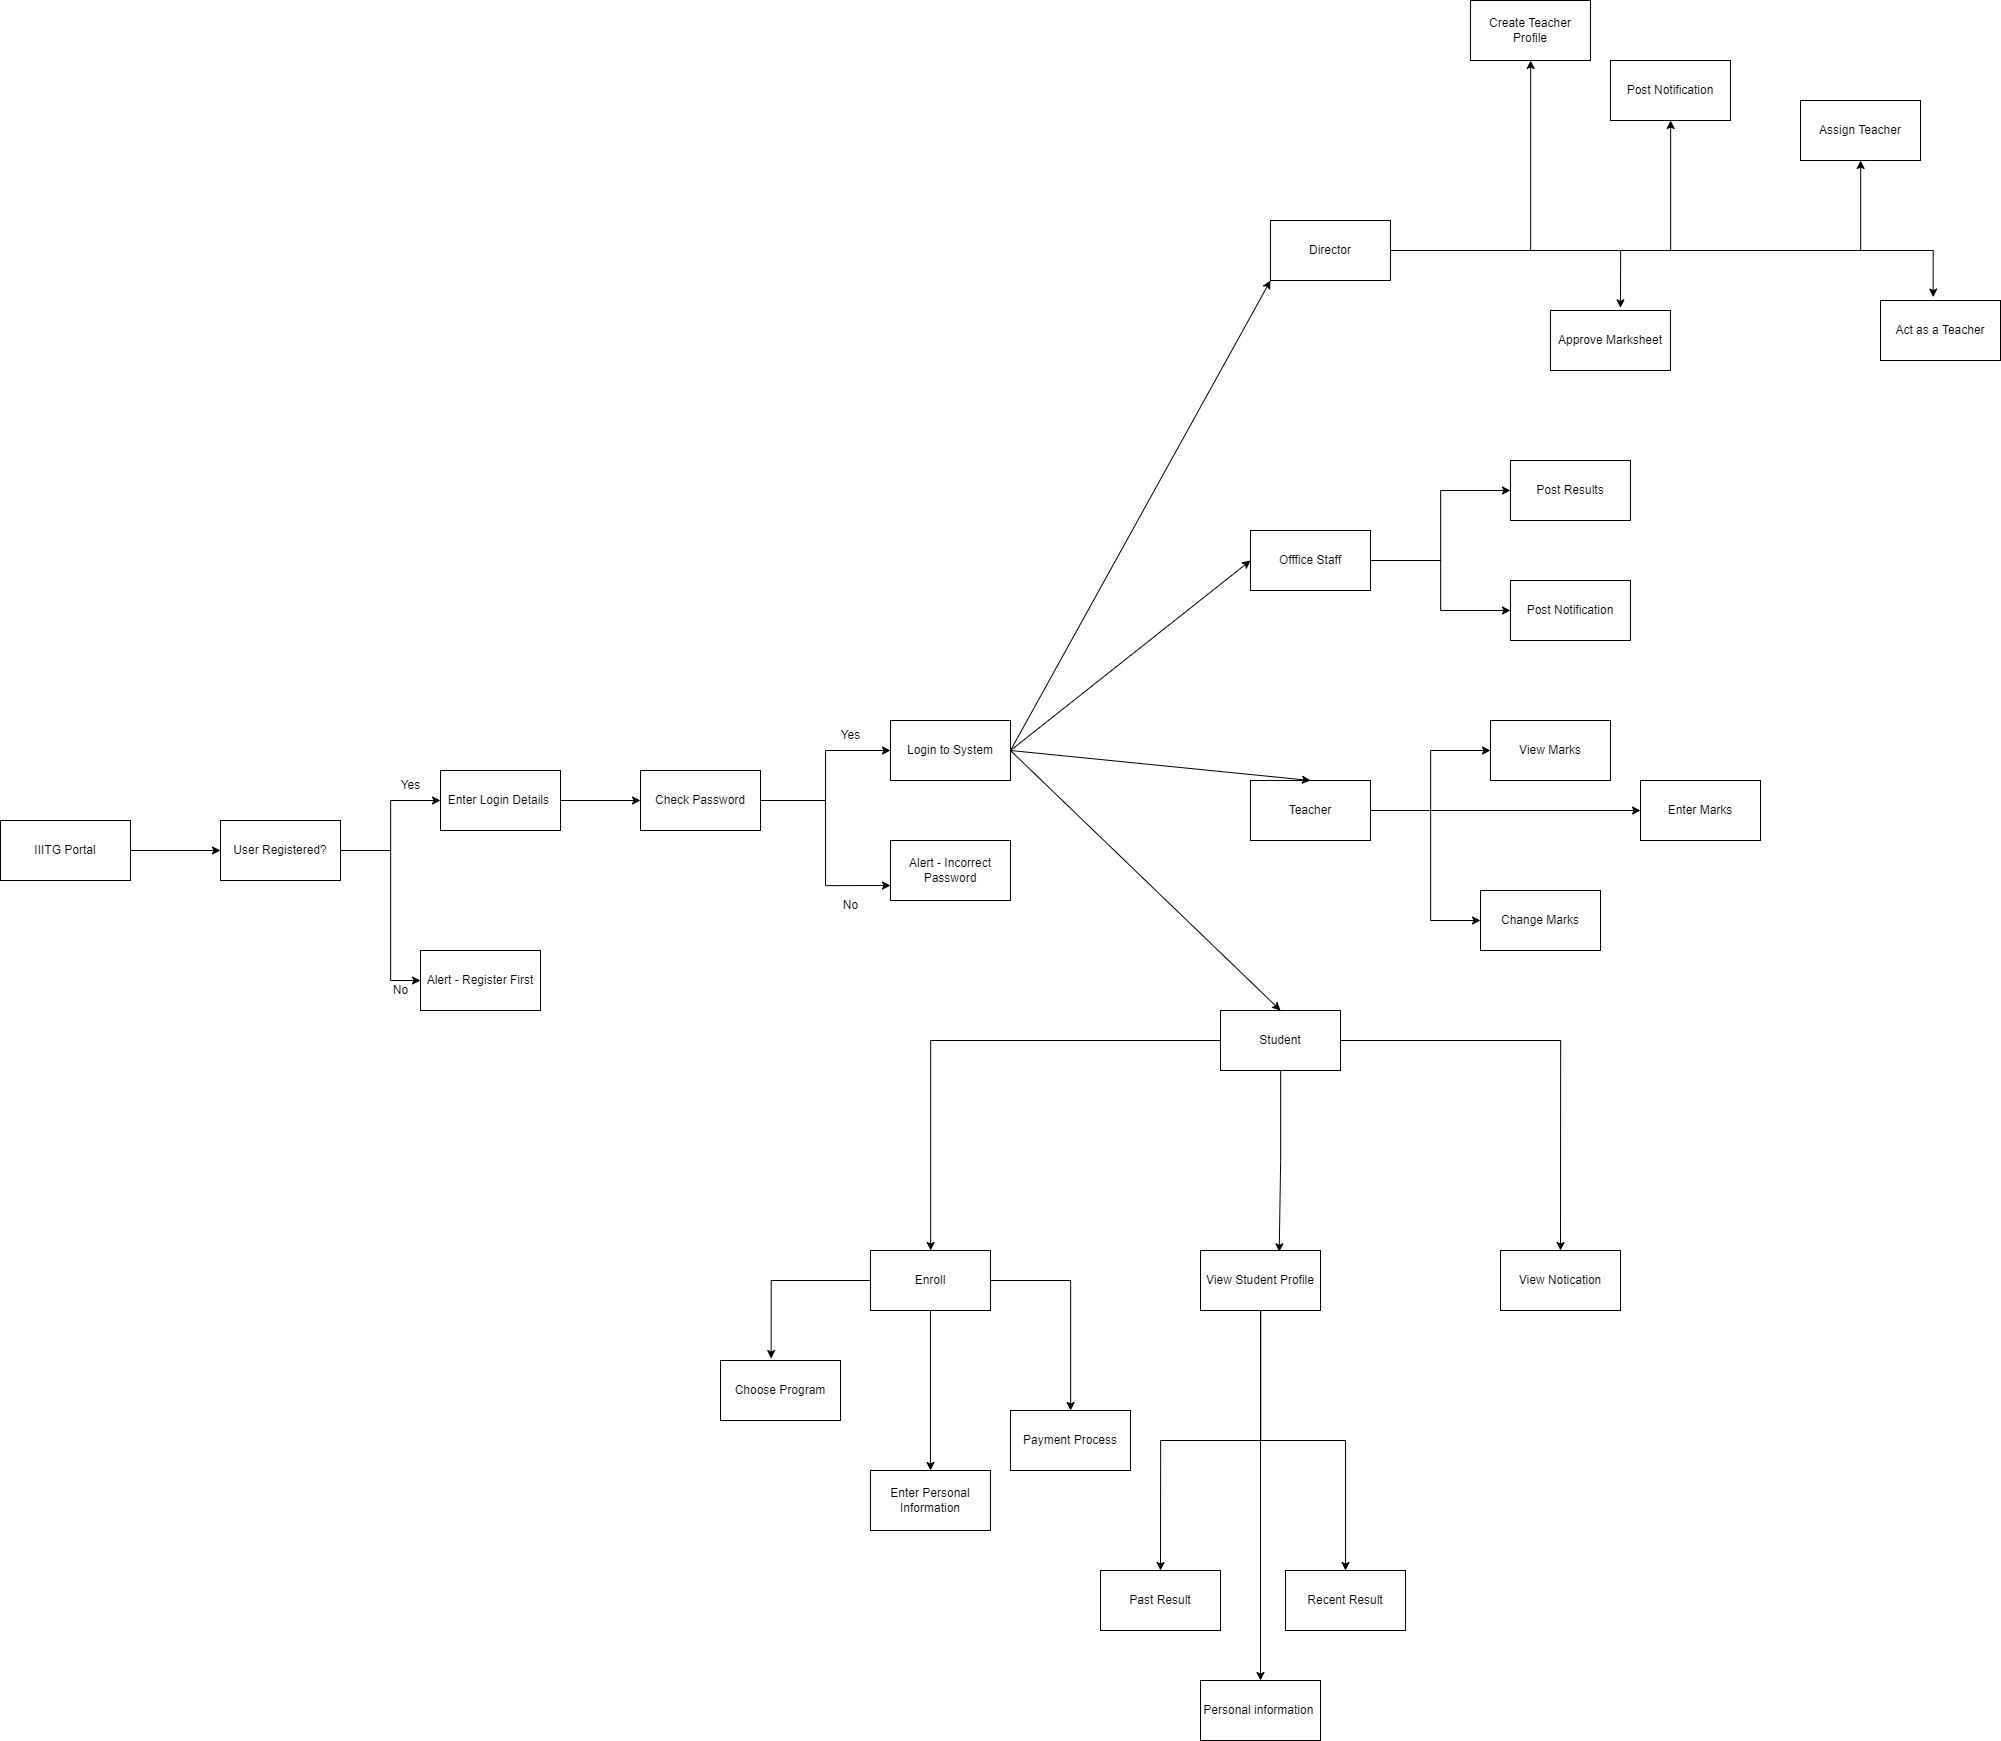 Create Teacher
Profile
Post Notification
Assign Teacher
Director
Approve Marksheet
Act as a Teacher
Post Results
Offfice Staff
Post Notification
Yes
Login to System
View Marks
Yes
Enter Login Details
Check Password
Teacher
Enter Marks
IIITG Portal
User Registered?
Alert - Incorrect
Password
No
Change Marks
Alert - Register First
No
Student
Enroll
View Student Profile
View Notication
Choose Program
Payment Process
Enter Personal
Information
Past Result
Recent Result
Personal information